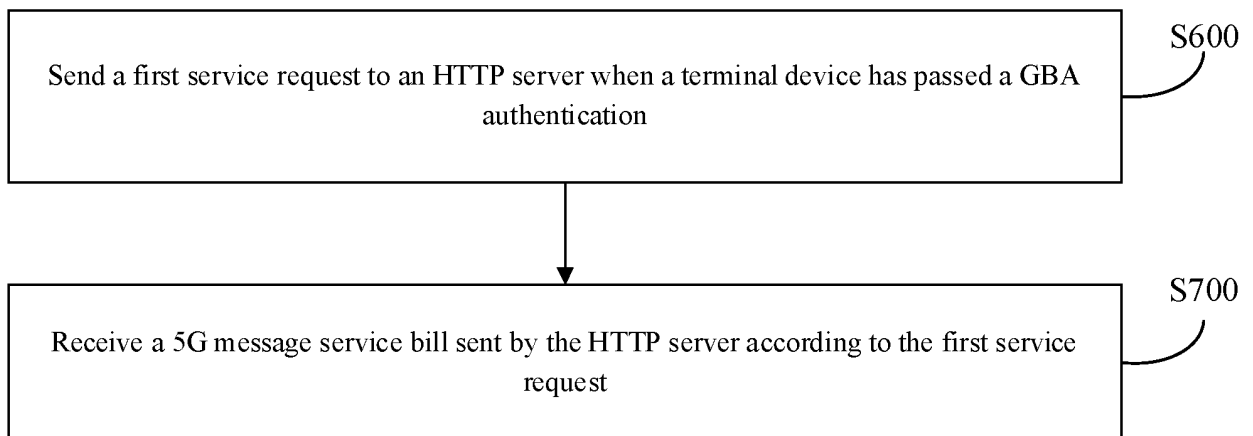 S600
Send a first service request to an HTTP server when a terminal device has passed a GBA
authentication
S700
Receive a 5G message service bill sent by the HTTP server according to the first service
request